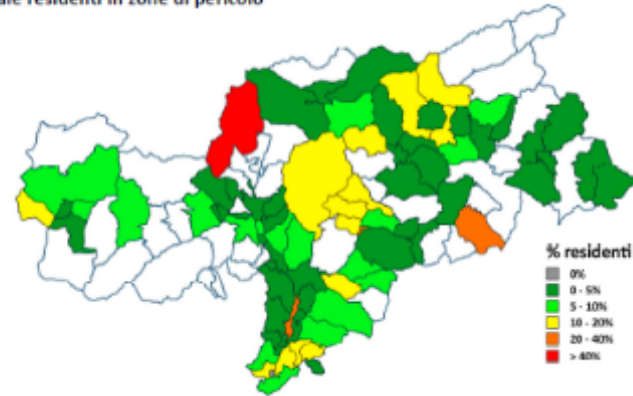 residenti in zone di pericolo
% residenti
0%
0 - 5%
5 - 10%
10 - 20%
20 - 40%
> 40%